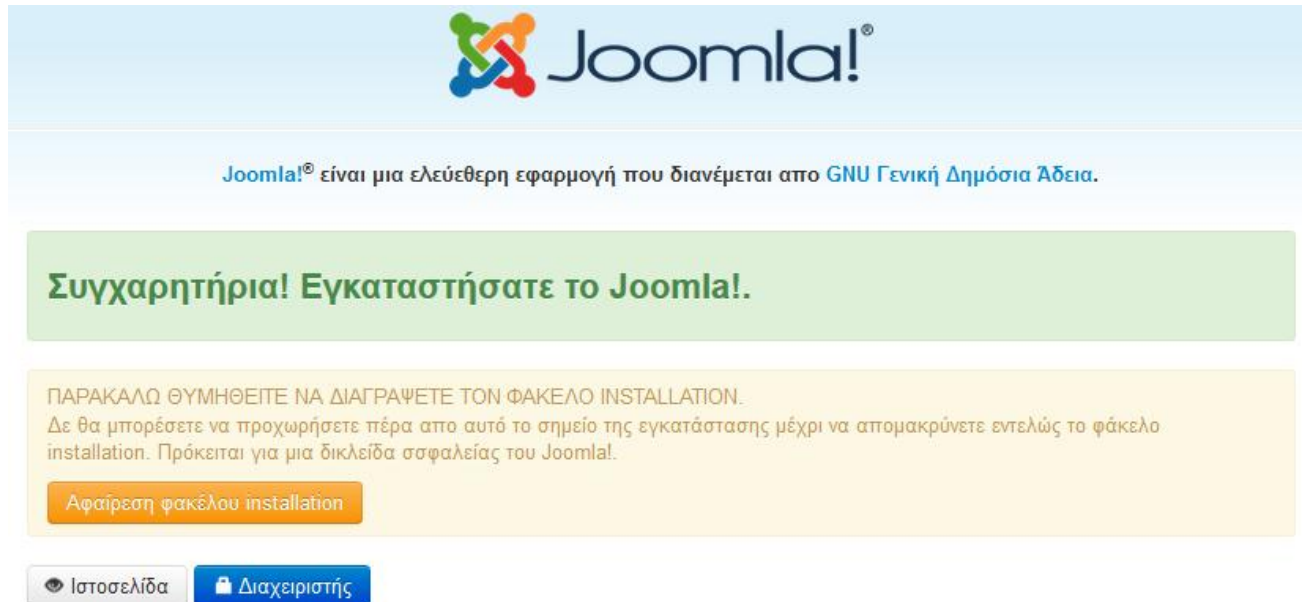 Joomla!®
Joomla!® είναι μια ελεύθερη εφαρμογή που διανέμεται απο GNU Γενική Δημόσια Άδεια.
Συγχαρητήρια! Εγκαταστήσατε το Joomla!.
ΠΑΡΑΚΑΛΩ ΘΥΜΗΘΕΙΤΕ ΝΑ ΔΙΑΓΡΑΨΕΤΕ ΤΟΝ ΦΑΚΕΛΟ INSTALLATION.
Δε θα μπορέσετε να προχωρήσετε πέρα απο αυτό το σημείο της εγκατάστασης μέχρι να απομακρύνετε εντελώς το φάκελο
installation. Πρόκειται για μια δικλείδα σσφαλείας του Joomla!.
Αφαίρεση φακέλου installation
Ιστοσελίδα Διαχειριστής